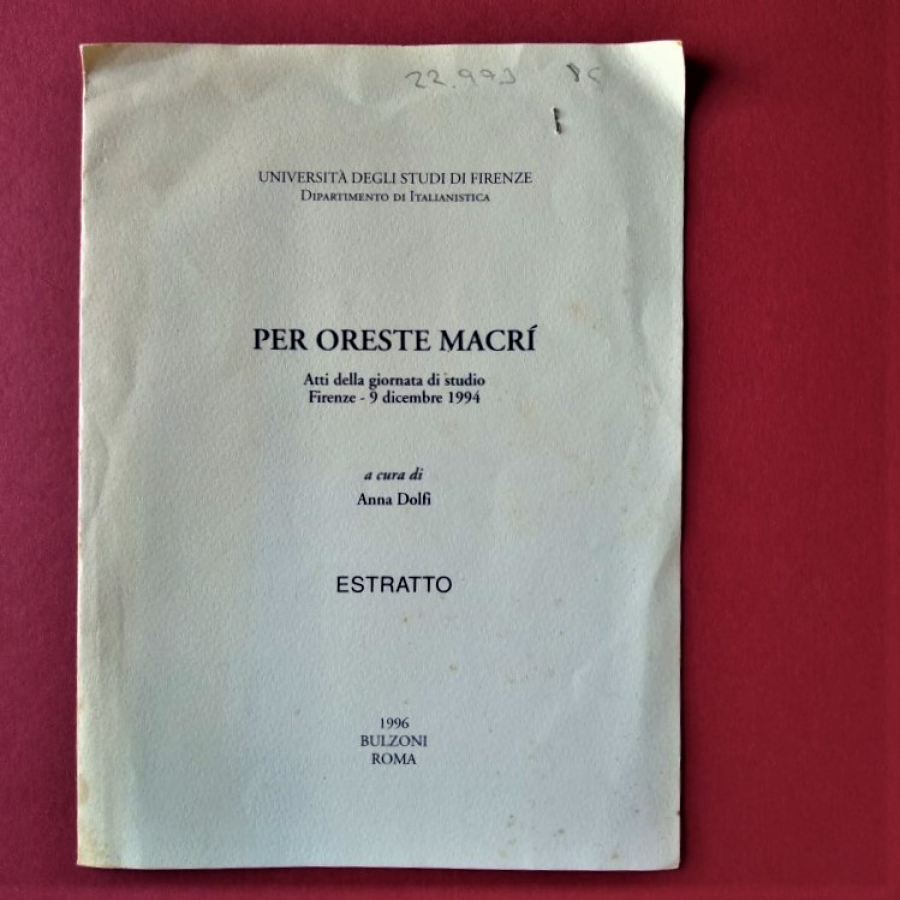 22.993
UNIVERSITÀ DEGLI STUDI DI FIRENZE
DIPARTIMENTO DI ITALIANISTICA
PER ORESTE MACRÍ
Atti della giornata di studio
Firenze - 9 dicembre 1994
a cura di
Anna Dolfi
ESTRATTO
1996
BULZONI
ROMA